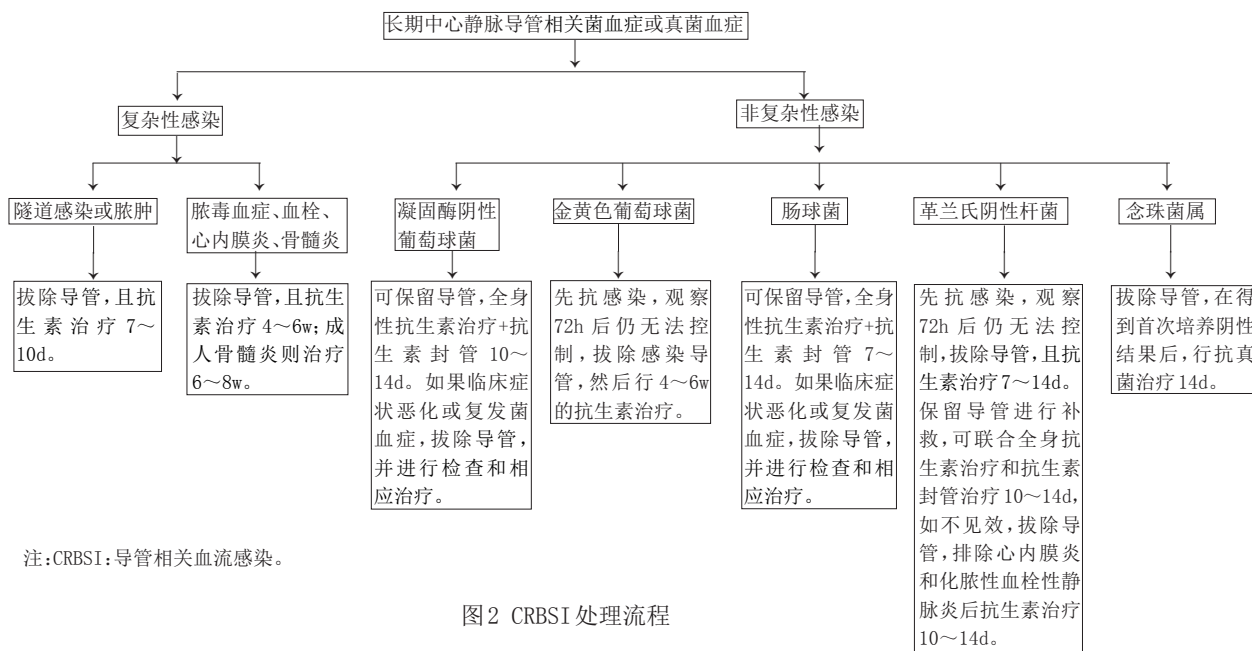 长期中心静脉导管相关菌血症或真菌血症
复杂性感染
非复杂性感染
隧道感染或脓肿
脓毒血症、血栓、
心内膜炎、骨髓炎
凝固酶阴性
葡萄球菌
金黄色葡萄球菌
肠球菌
革兰氏阴性杆菌
念珠菌属
拔除导管,且抗
生素治疗7～
10d。
拔除导管,且抗生
素治疗4～6w;成
人骨髓炎则治疗
6～8w。
可保留导管,全身
性抗生素治疗+抗
生素封管10～
14d。如果临床症
状恶化或复发菌
血症,拔除导管,
并进行检查和相
应治疗。
先抗感染,观察
72h后仍无法控
制,拔除感染导
管,然后行4～6w
的抗生素治疗。
可保留导管,全身
性抗生素治疗+抗
生素封管7～
14d。如果临床症
状恶化或复发菌
血症,拔除导管,
并进行检查和相
应治疗。
先抗感染,观察
72h后仍无法控
制,拔除导管,且抗
生素治疗7～14d。
保留导管进行补
救,可联合全身抗
生素治疗和抗生素
封管治疗10～14d,
如不见效,拔除导
管,排除心内膜炎
和化脓性血栓性静
脉炎后抗生素治疗
10～14d。
拔除导管,在得
到首次培养阴性
结果后,行抗真
菌治疗14d。
注:CRBSI:导管相关血流感染。
图2 CRBSI处理流程